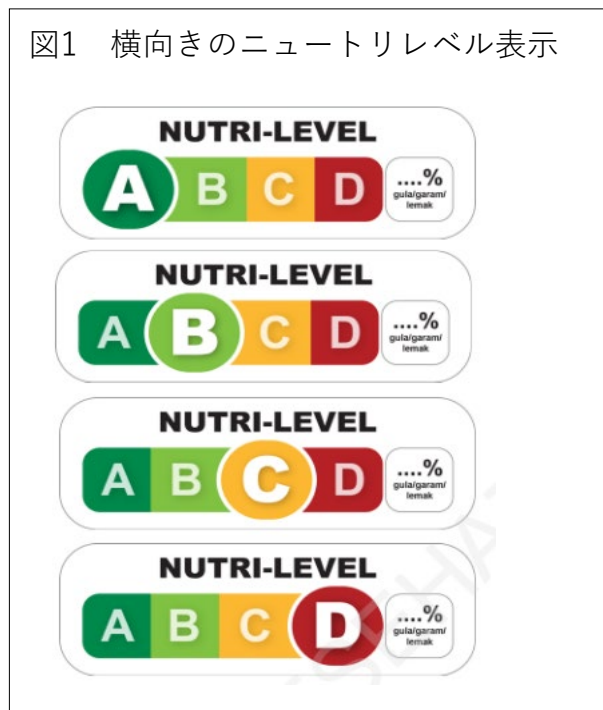 図1 横向きのニュートリレベル表示
NUTRI-LEVEL
A B C D ....%
gula/garam/
lemak
NUTRI-LEVEL
A B C D ....%
gula/garam/
lemak
NUTRI-LEVEL
A B C D ....%
gula/garam/
lemak
NUTRI-LEVEL
A B C D ....%
gula/garam/
lemak